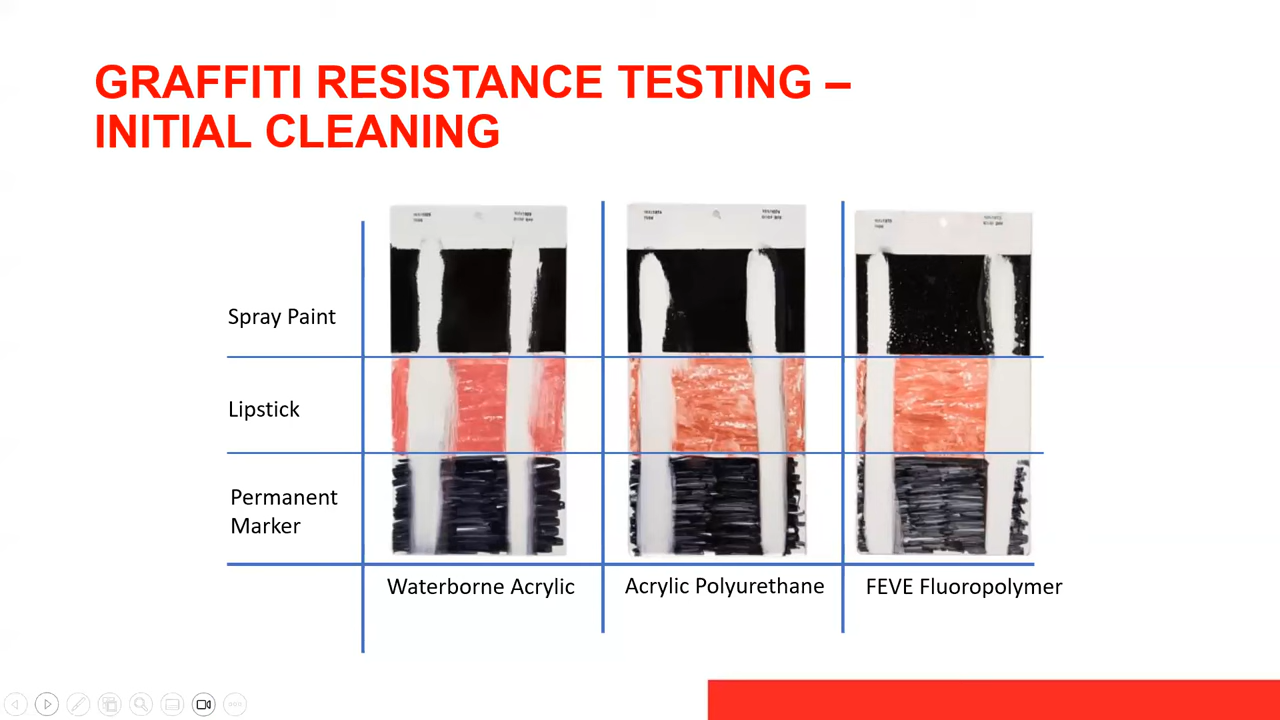 GRAFFITI RESISTANCE TESTING –
INITIAL CLEANING
Spray Paint
Lipstick
Permanent
Marker
Waterborne Acrylic
Acrylic Polyurethane
FEVE Fluoropolymer